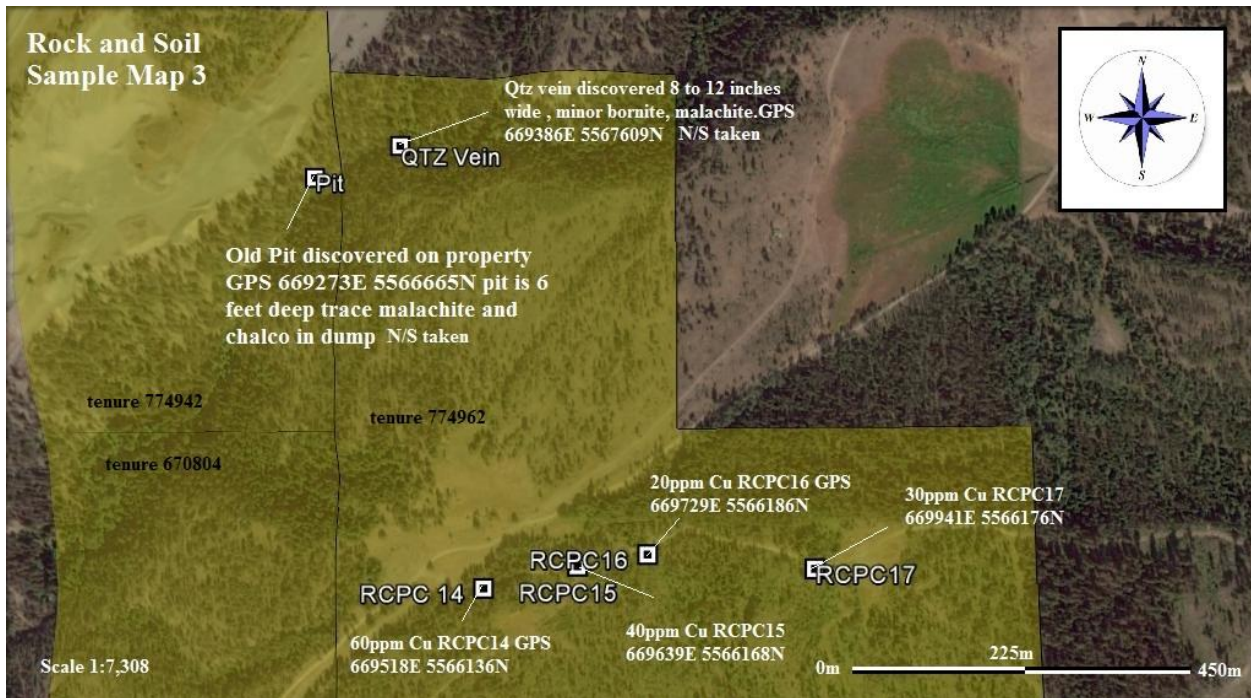 Rock and Soil
Sample Map 3
Qtz vein discovered 8 to 12 inches
wide , minor bornite, malachite.GPS
669386E 5567609N N/S taken
N
W
E
S
QTZ Vein
Pit
Old Pit discovered on property
GPS 669273E 5566665N pit is 6
feet deep trace malachite and
chalco in dump N/S taken
tenure 774942
tenure 774962
tenure 670804
20ppm Cu RCPC16 GPS
669729E 5566186N
30ppm Cu RCPC17
669941E 5566176N
RCPC16
RCPC17
RCPC 14
RCPC15
60ppm Cu RCPC14 GPS
669518E 5566136N
40ppm Cu RCPC15
669639E 5566168N
Scale 1:7,308
0m
225m
450m